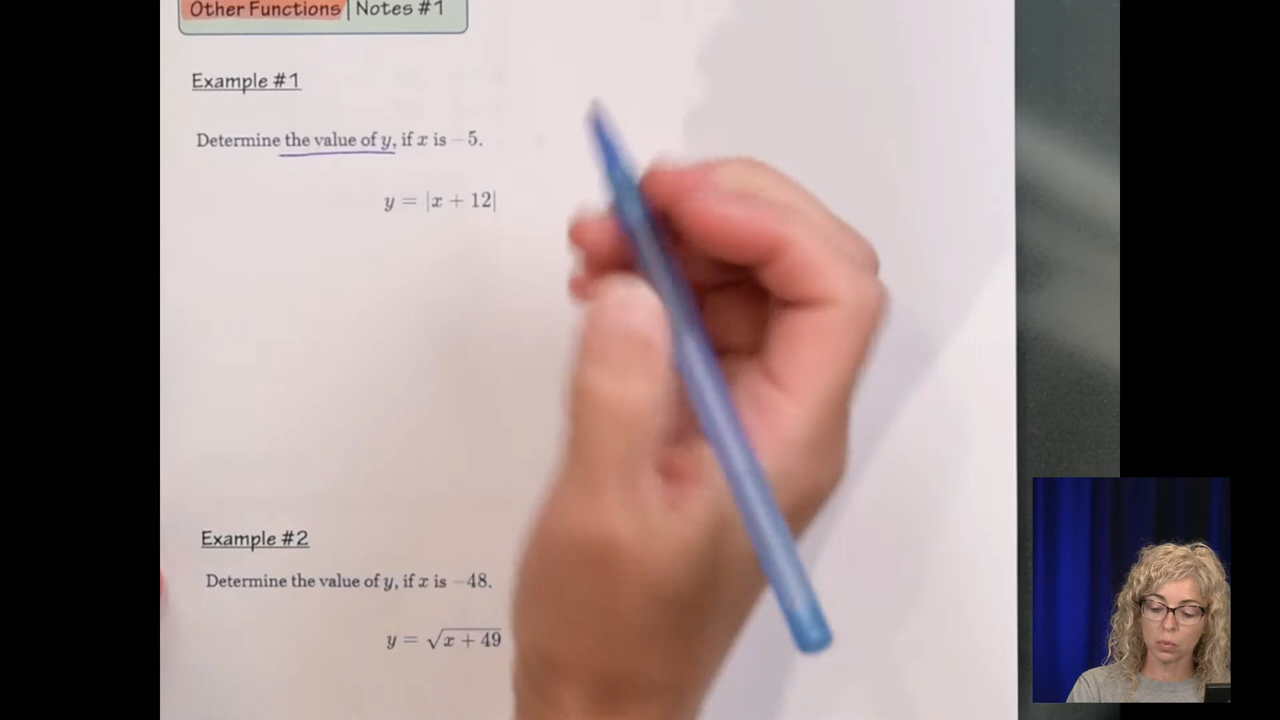 Other Functions | Notes #1
Example #1
Determine the value of y, if x is −5.
y = |x + 12|
Example #2
Determine the value of y, if x is −48.
y = √(x + 49)